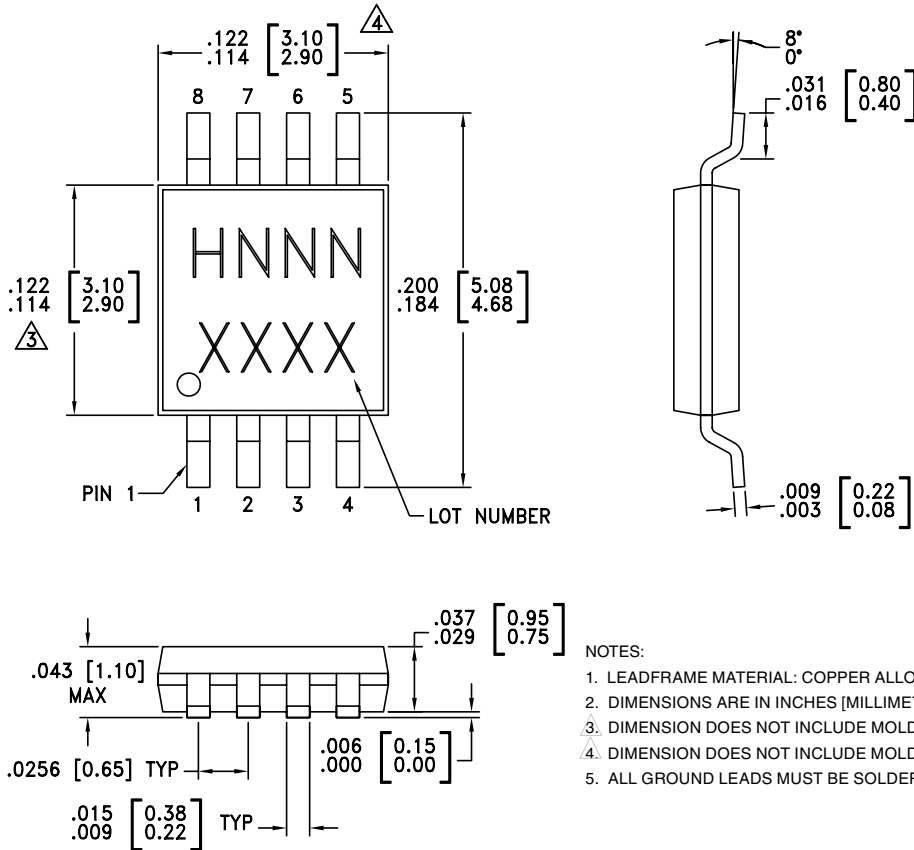 4
.122 [3.10]
.114 [2.90]
8 7 6 5
8°
0°
.031 [0.80]
.016 [0.40]
HNNN
XXXX
.122 [3.10]
.114 [2.90]
3
.200 [5.08]
.184 [4.68]
PIN 1
1 2 3 4
LOT NUMBER
.009 [0.22]
.003 [0.08]
.037 [0.95]
.029 [0.75]
.043 [1.10]
MAX
.006 [0.15]
.000 [0.00]
.0256 [0.65] TYP
.015 [0.38]
.009 [0.22]
TYP
NOTES:
1. LEADFRAME MATERIAL: COPPER ALLO
2. DIMENSIONS ARE IN INCHES [MILLIMET
3. DIMENSION DOES NOT INCLUDE MOLD
4. DIMENSION DOES NOT INCLUDE MOLD
5. ALL GROUND LEADS MUST BE SOLDER